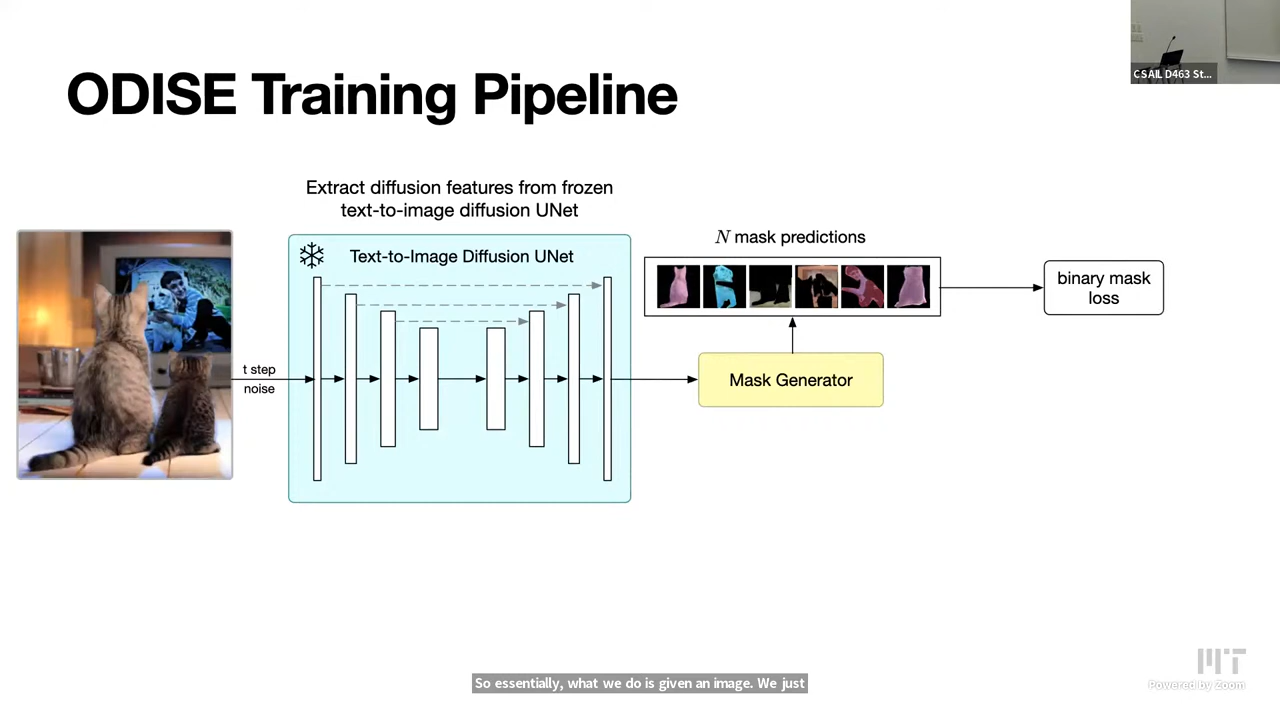 CSAIL D463 St...
ODISE Training Pipeline
Extract diffusion features from frozen
text-to-image diffusion UNet
Text-to-Image Diffusion UNet
N mask predictions
binary mask
loss
t step
noise
Mask Generator
So essentially, what we do is given an image. We just
MIT
Powered by Zoom